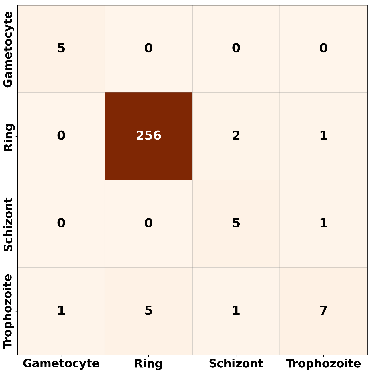 Gametocyte 5 0 0 0
Ring 0 256 2 1
Schizont 0 0 5 1
Trophozoite 1 5 1 7
Gametocyte Ring Schizont Trophozoite